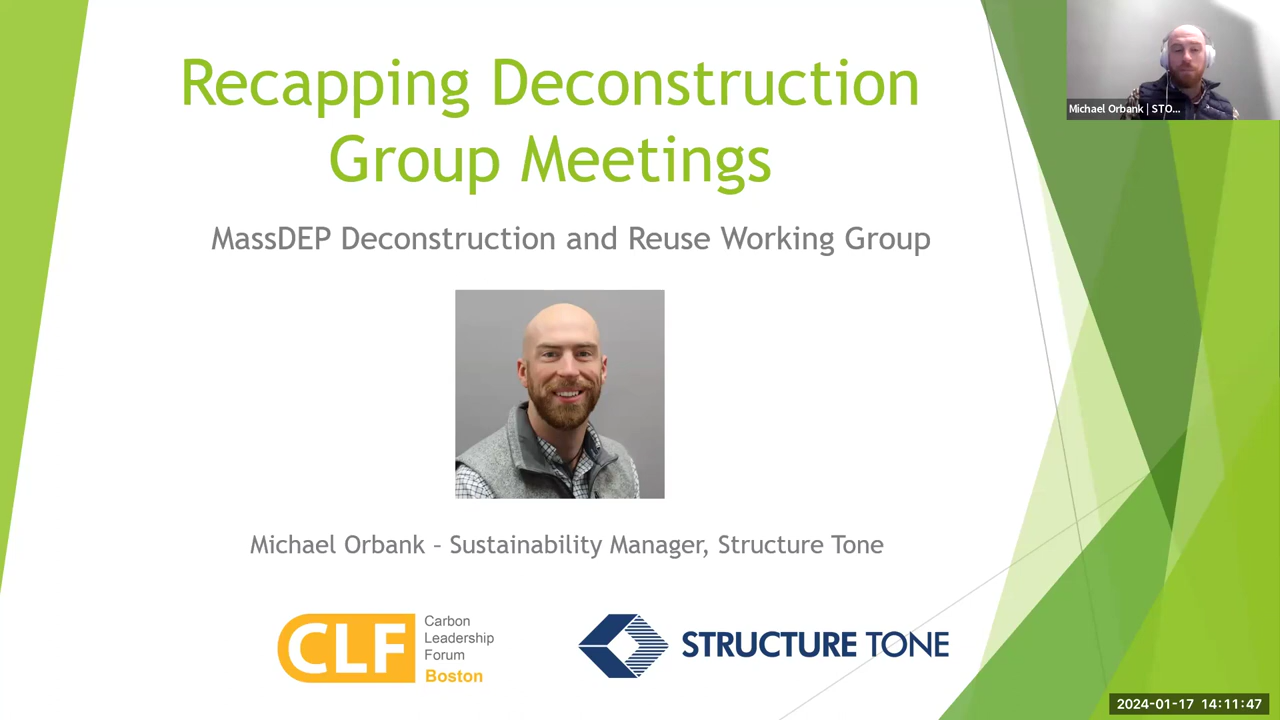 Recapping Deconstruction
Group Meetings
MassDEP Deconstruction and Reuse Working Group
Michael Orbank | STO...
Michael Orbank – Sustainability Manager, Structure Tone
CLF
Carbon
Leadership
Forum
Boston
STRUCTURE TONE
2024-01-17 14:11:47